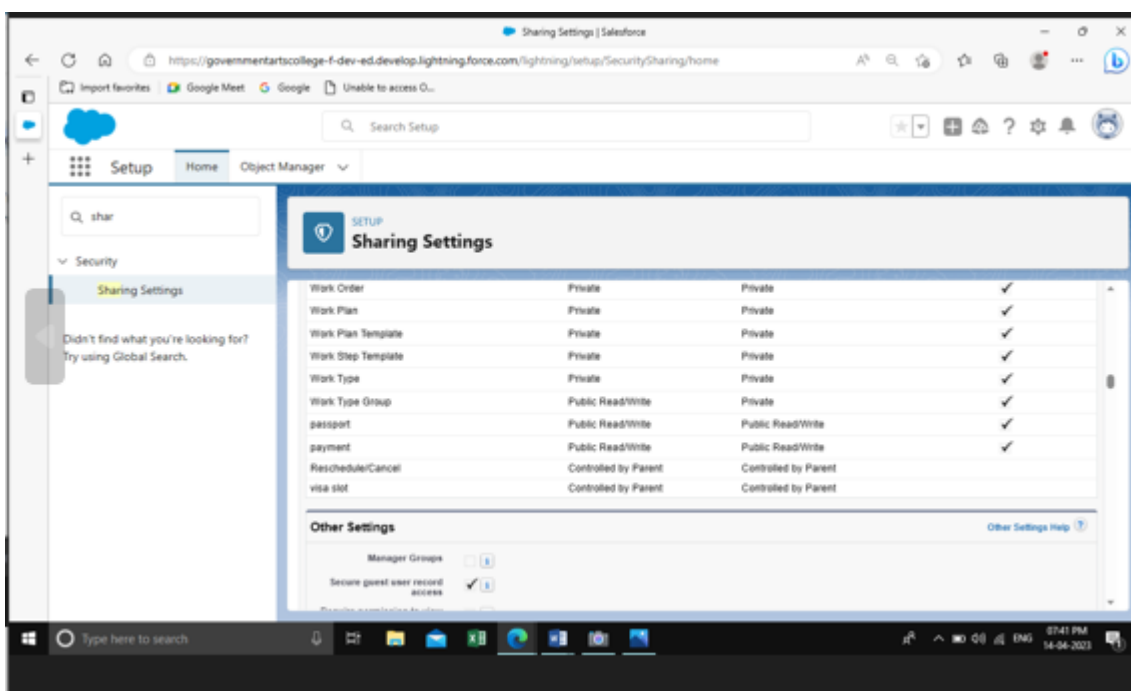 Sharing Settings | Salesforce
https://governmentartscollege-f-dev-ed.develop.lightning.force.com/lightning/setup/SecuritySharing/home
Import favorites Google Meet G Google Unable to access O...
Search Setup
Setup Home Object Manager
shar
Security
Sharing Settings
Didn't find what you're looking for?
Try using Global Search.
SETUP
Sharing Settings
Work Order Private Private
Work Plan Private Private
Work Plan Template Private Private
Work Step Template Private Private
Work Type Private Private
Work Type Group Public Read/Write Private
passport Public Read/Write Public Read/Write
payment Public Read/Write Public Read/Write
Reschedule/Cancel Controlled by Parent Controlled by Parent
visa slot Controlled by Parent Controlled by Parent
Other Settings Other Settings Help ?
Manager Groups i
Secure guest user record
access i
Require permission to view
Type here to search ENG 07:41 PM
14-04-2023